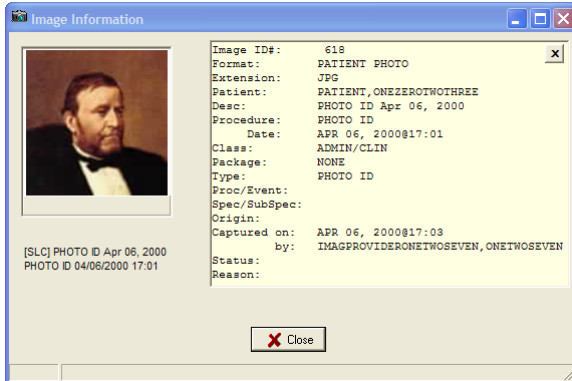 Image Information
Image ID#: 618
Format: PATIENT PHOTO
Extension: JPG
Patient: PATIENT,ONEZEROTWOTHREE
Desc: PHOTO ID Apr 06, 2000
Procedure: PHOTO ID
Date: APR 06, 2000@17:01
Class: ADMIN/CLIN
Package: NONE
Type: PHOTO ID
Proc/Event:
Spec/SubSpec:
Origin:
Captured on: APR 06, 2000@17:03
by: IMAGPROVIDERONETWOSEVEN,ONETWOSEVEN
Status:
Reason:
[SLC] PHOTO ID Apr 06, 2000
PHOTO ID 04/06/2000 17:01
Close